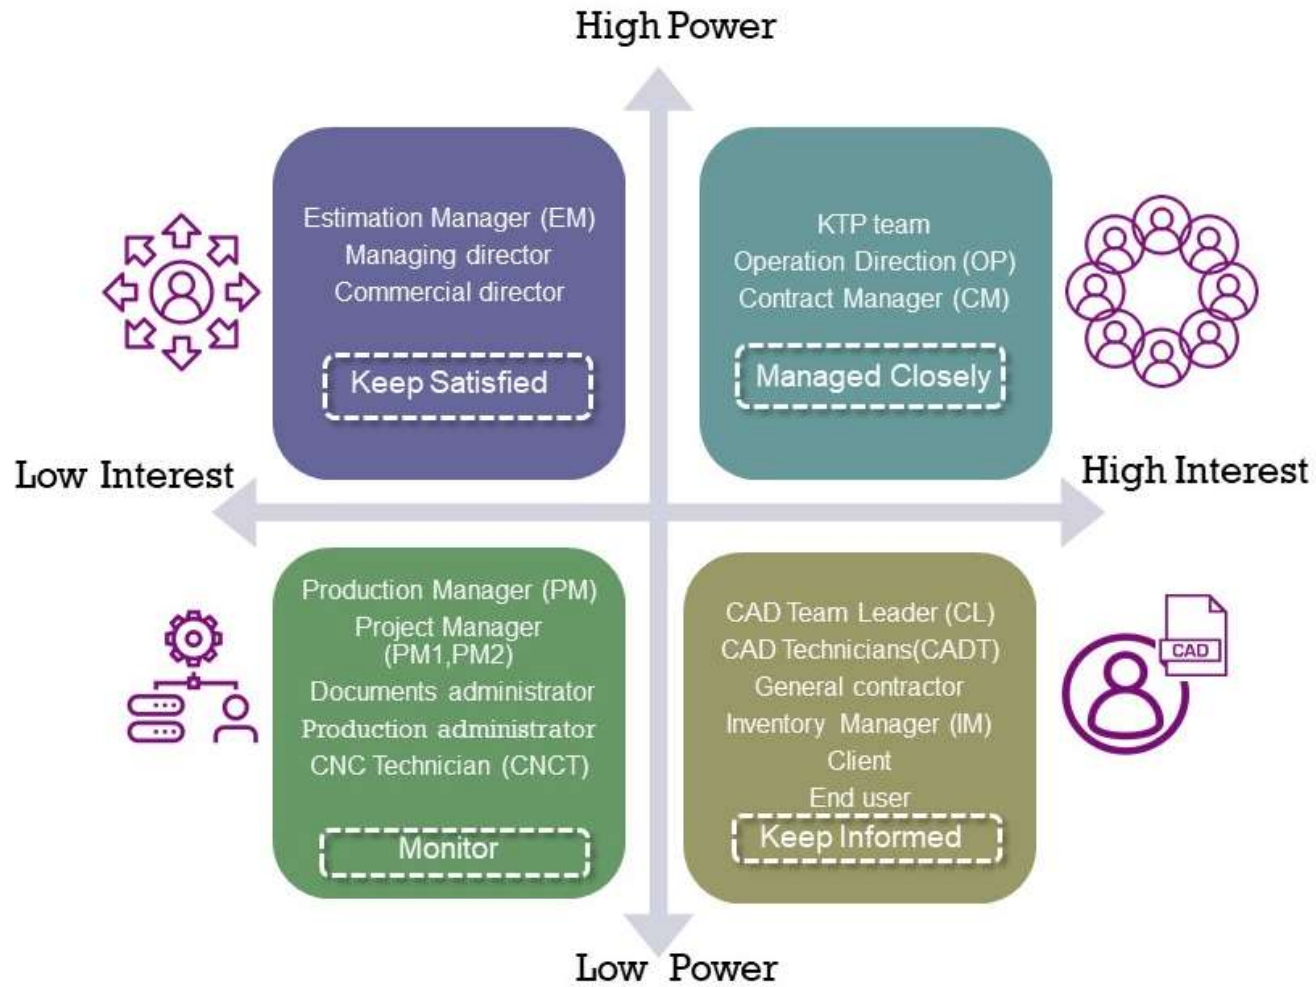 High Power
Estimation Manager (EM)
Managing director
Commercial director
Keep Satisfied
KTP team
Operation Direction (OP)
Contract Manager (CM)
Managed Closely
Low Interest
High Interest
Production Manager (PM)
Project Manager
(PM1,PM2)
Documents administrator
Production administrator
CNC Technician (CNCT)
Monitor
CAD Team Leader (CL)
CAD Technicians(CADT)
General contractor
Inventory Manager (IM)
Client
End user
Keep Informed
CAD
Low Power